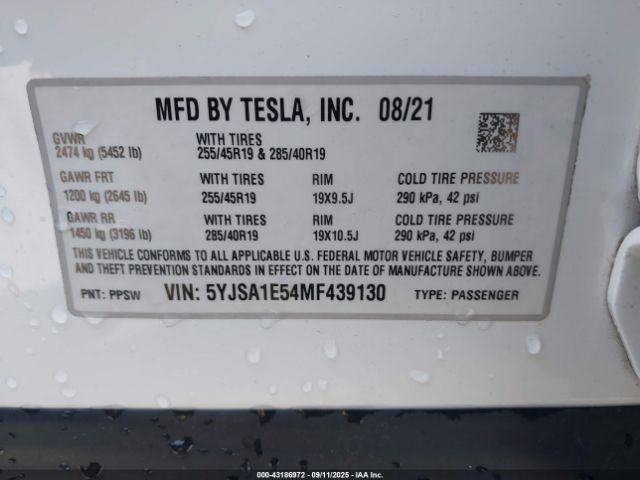 MFD BY TESLA, INC. 08/21
GVWR WITH TIRES
2474 kg (5452 lb) 255/45R19 & 285/40R19
GAWR FRT WITH TIRES RIM COLD TIRE PRESSURE
1200 kg (2645 lb) 255/45R19 19X9.5J 290 kPa, 42 psi
GAWR RR WITH TIRES RIM COLD TIRE PRESSURE
1450 kg (3196 lb) 285/40R19 19X10.5J 290 kPa, 42 psi
THIS VEHICLE CONFORMS TO ALL APPLICABLE U.S. FEDERAL MOTOR VEHICLE SAFETY, BUMPER
AND THEFT PREVENTION STANDARDS IN EFFECT ON THE DATE OF MANUFACTURE SHOWN ABOVE.
PNT: PPSW VIN: 5YJSA1E54MF439130 TYPE: PASSENGER
000-43186972 - 09/11/2025 - IAA Inc.